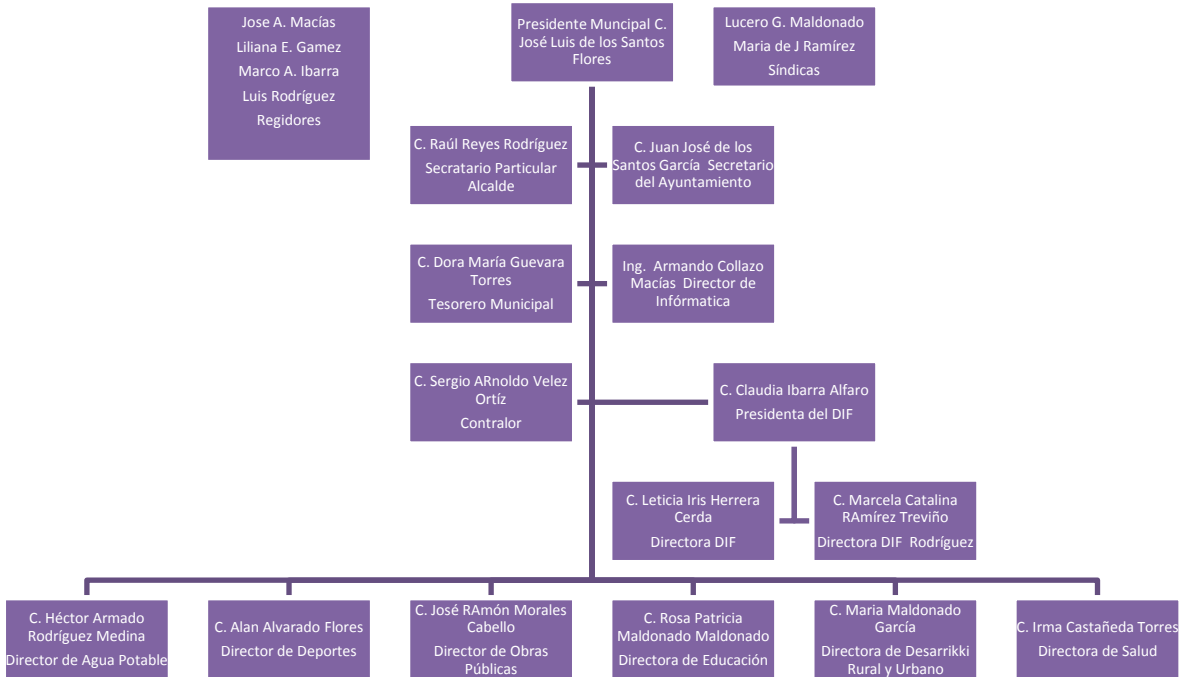 Jose A. Macías
Liliana E. Gamez
Marco A. Ibarra
Luis Rodríguez
Regidores
Presidente Muncipal C.
José Luis de los Santos
Flores
Lucero G. Maldonado
Maria de J Ramírez
Síndicas
C. Raúl Reyes Rodríguez
Secratario Particular
Alcalde
C. Juan José de los
Santos García Secretario
del Ayuntamiento
C. Dora María Guevara
Torres
Tesorero Municipal
Ing. Armando Collazo
Macías Director de
Infórmatica
C. Sergio ARnoldo Velez
Ortíz
Contralor
C. Claudia Ibarra Alfaro
Presidenta del DIF
C. Leticia Iris Herrera
Cerda
Directora DIF
C. Marcela Catalina
RAmírez Treviño
Directora DIF Rodríguez
C. Héctor Armado
Rodríguez Medina
Director de Agua Potable
C. Alan Alvarado Flores
Director de Deportes
C. José RAmón Morales
Cabello
Director de Obras
Públicas
C. Rosa Patricia
Maldonado Maldonado
Directora de Educación
C. Maria Maldonado
García
Directora de Desarrikki
Rural y Urbano
C. Irma Castañeda Torres
Directora de Salud